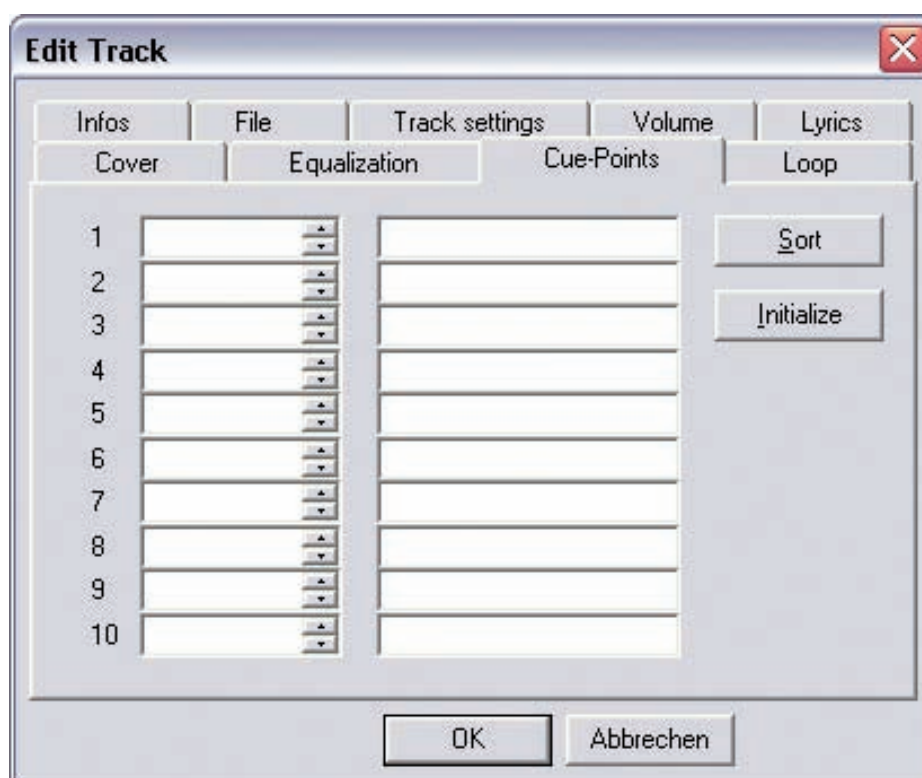 Edit Track
Infos File Track settings Volume Lyrics
Cover Equalization Cue-Points Loop
1 Sort
2
Initialize
3
4
5
6
7
8
9
10
OK Abbrechen